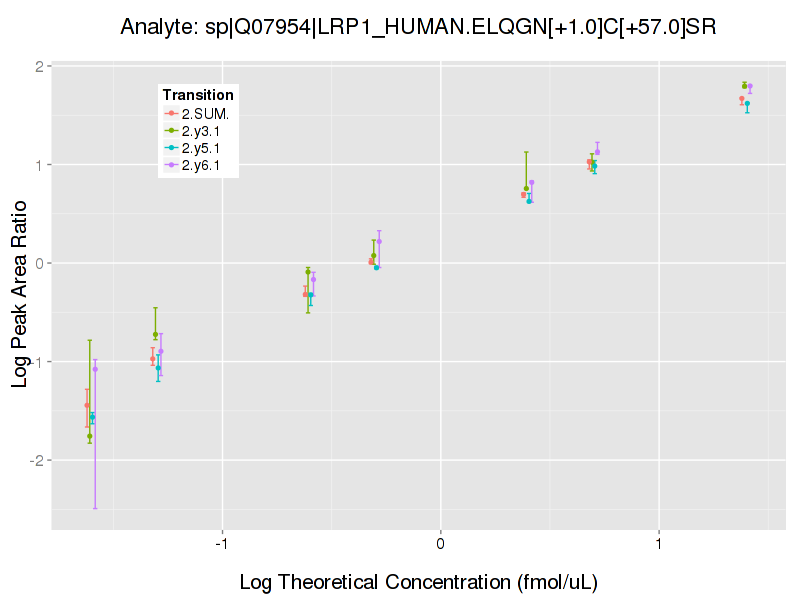 Analyte: sp|Q07954|LRP1_HUMAN.ELQGN[+1.0]C[+57.0]SR
Log Peak Area Ratio
2
1
0
-1
-2
Transition
2.SUM.
2.y3.1
2.y5.1
2.y6.1
-1 0 1
Log Theoretical Concentration (fmol/uL)